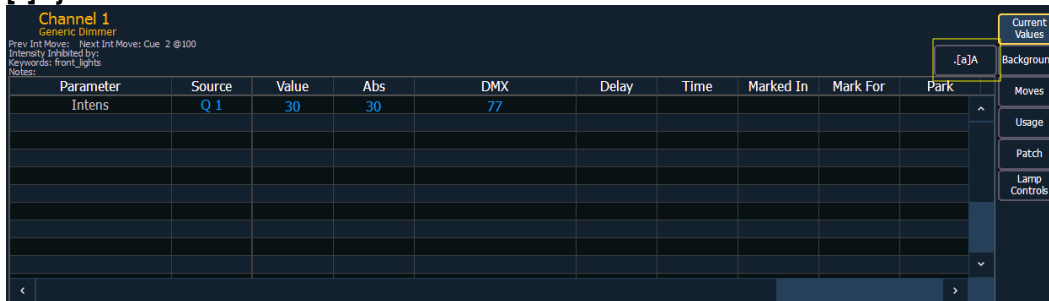 Channel 1
Generic Dimmer
Prev Int Move:   Next Int Move: Cue  2 @100
Intensity Inhibited by:
Keywords: front_lights
Notes:
.[a]A
Parameter Source Value Abs DMX Delay Time Marked In Mark For Park
Intens Q 1 30 30 77
Current
Values
Backgroun
Moves
Usage
Patch
Lamp
Controls